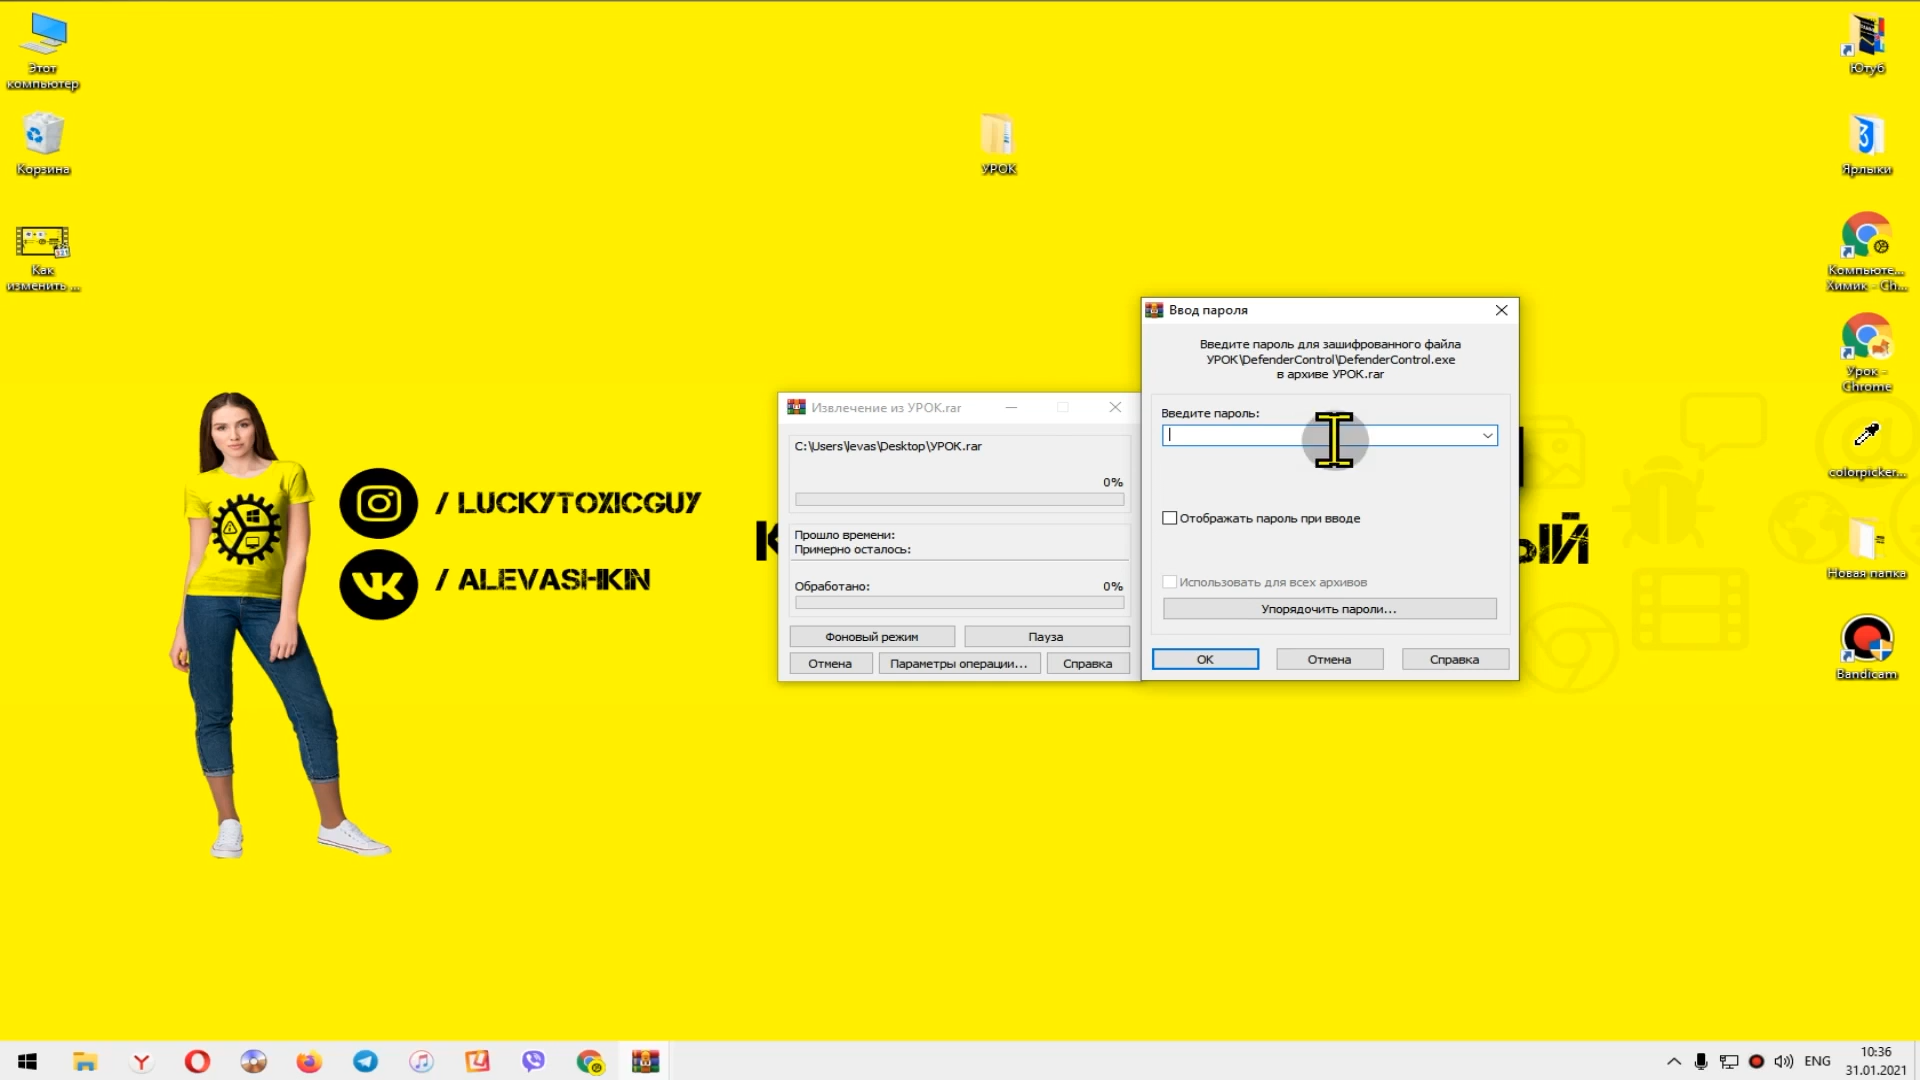 Этот
компьютер
Корзина
Как
изменить ...
УРОК
Ютуб
Ярлыки
Компьюте...
Химик - Ch...
Урок -
Chrome
colorpicker...
Новая папка
Bandicam
/ LUCKYTOXICGUY
/ ALEVASHKIN
Извлечение из УРОК.rar
C:\Users\levas\Desktop\УРОК.rar
0%
Прошло времени:
Примерно осталось:
Обработано:
0%
Фоновый режим
Пауза
Отмена
Параметры операции...
Справка
Ввод пароля
Введите пароль для зашифрованного файла
УРОК\DefenderControl\DefenderControl.exe
в архиве УРОК.rar
Введите пароль:
Отображать пароль при вводе
Использовать для всех архивов
Упорядочить пароли...
ОК
Отмена
Справка
ENG
10:36
31.01.2021